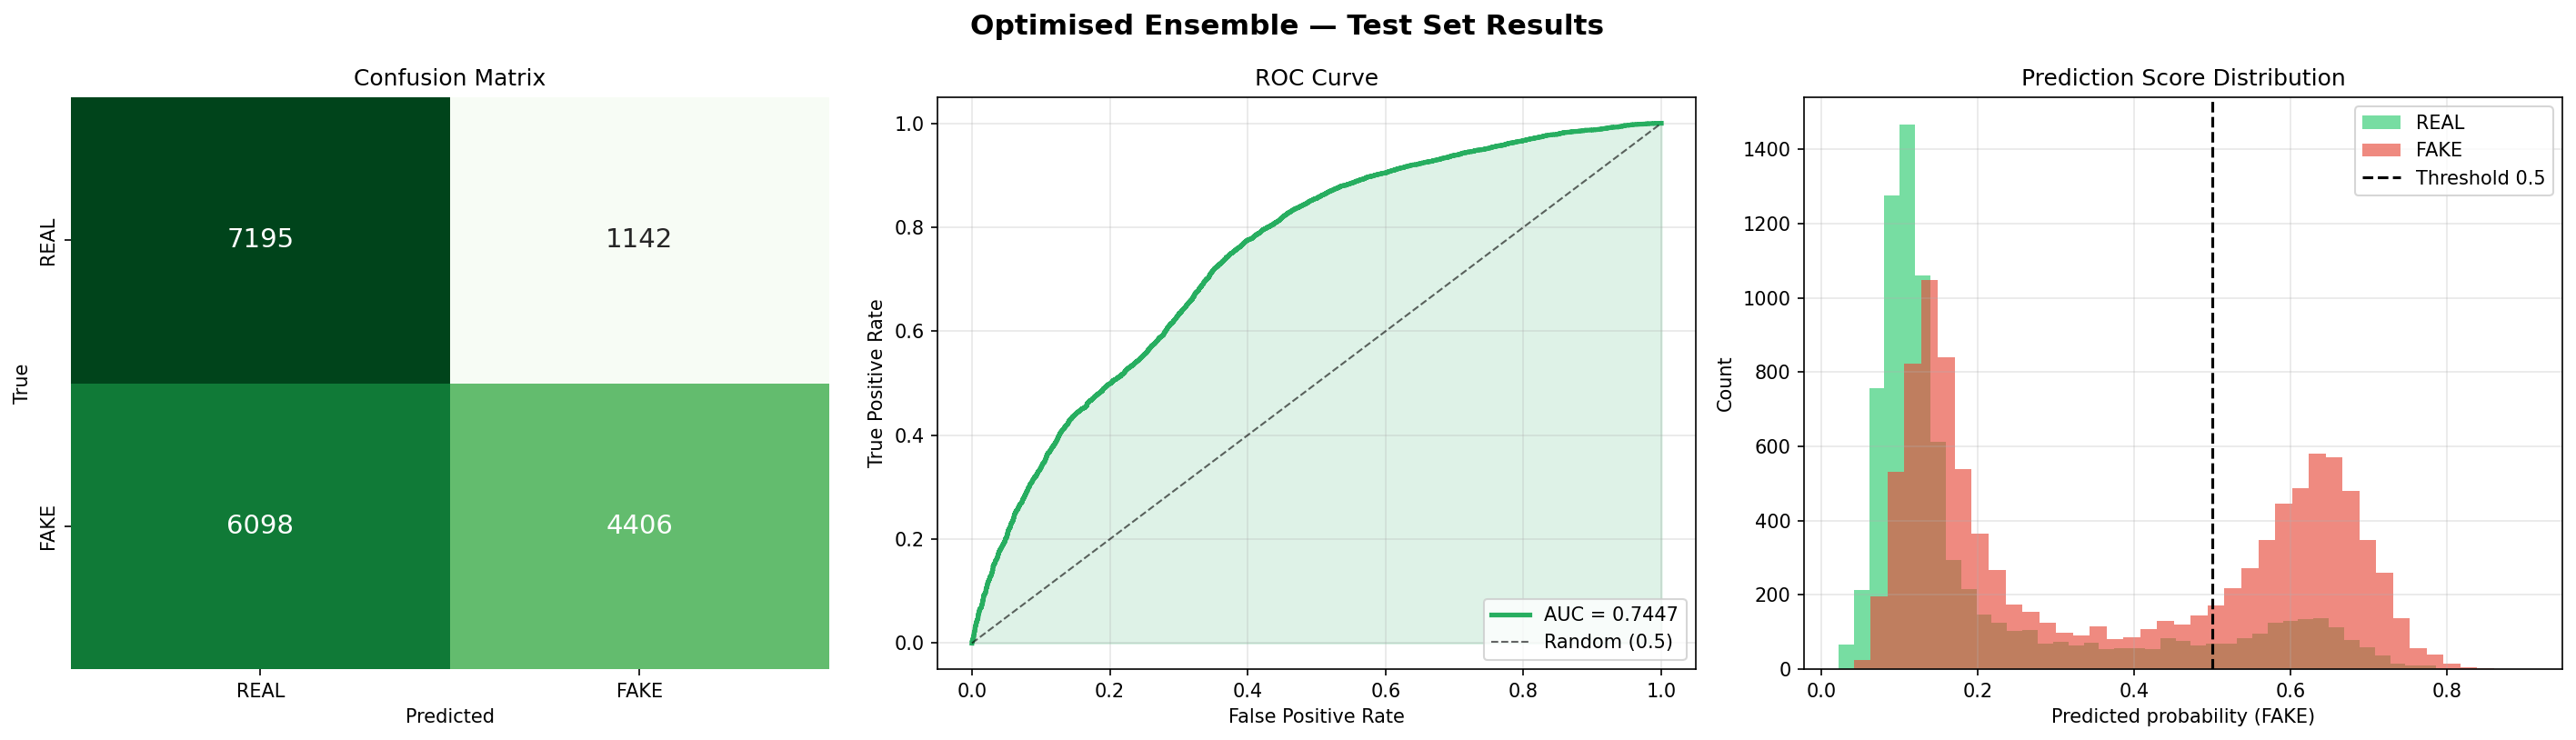 Optimised Ensemble — Test Set Results
Confusion Matrix
REAL
FAKE
True
7195
1142
6098
4406
REAL
FAKE
Predicted
ROC Curve
True Positive Rate
1.0
0.8
0.6
0.4
0.2
0.0
AUC = 0.7447
Random (0.5)
0.0
0.2
0.4
0.6
0.8
1.0
False Positive Rate
Prediction Score Distribution
Count
1400
1200
1000
800
600
400
200
0
REAL
FAKE
Threshold 0.5
0.0
0.2
0.4
0.6
0.8
Predicted probability (FAKE)